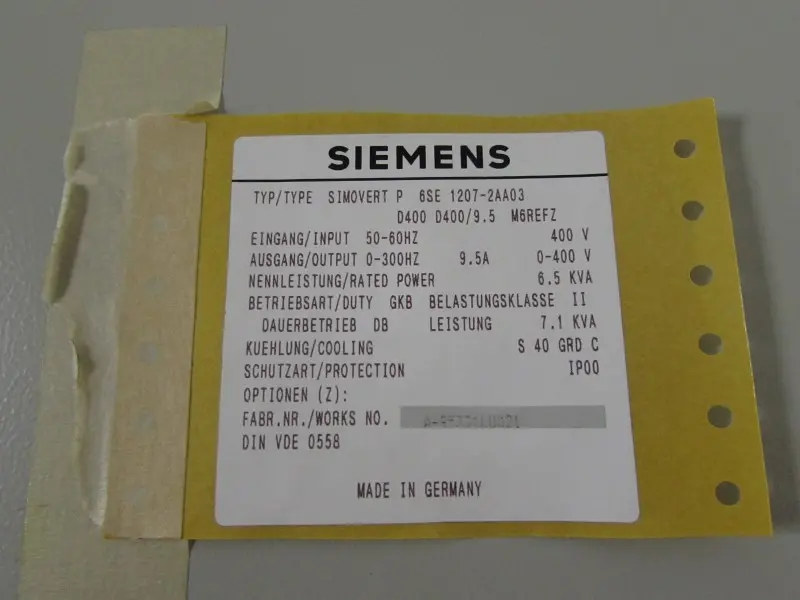 SIEMENS
TYP/TYPE SIMOVERT P 6SE 1207-2AA03
D400 D400/9.5 M6REFZ
EINGANG/INPUT 50-60HZ 400 V
AUSGANG/OUTPUT 0-300HZ 9.5A 0-400 V
NENNLEISTUNG/RATED POWER 6.5 KVA
BETRIEBSART/DUTY GKB BELASTUNGSKLASSE II
DAUERBETRIEB DB LEISTUNG 7.1 KVA
KUEHLUNG/COOLING S 40 GRD C
SCHUTZART/PROTECTION IP00
OPTIONEN (Z):
FABR.NR./WORKS NO.
DIN VDE 0558
MADE IN GERMANY